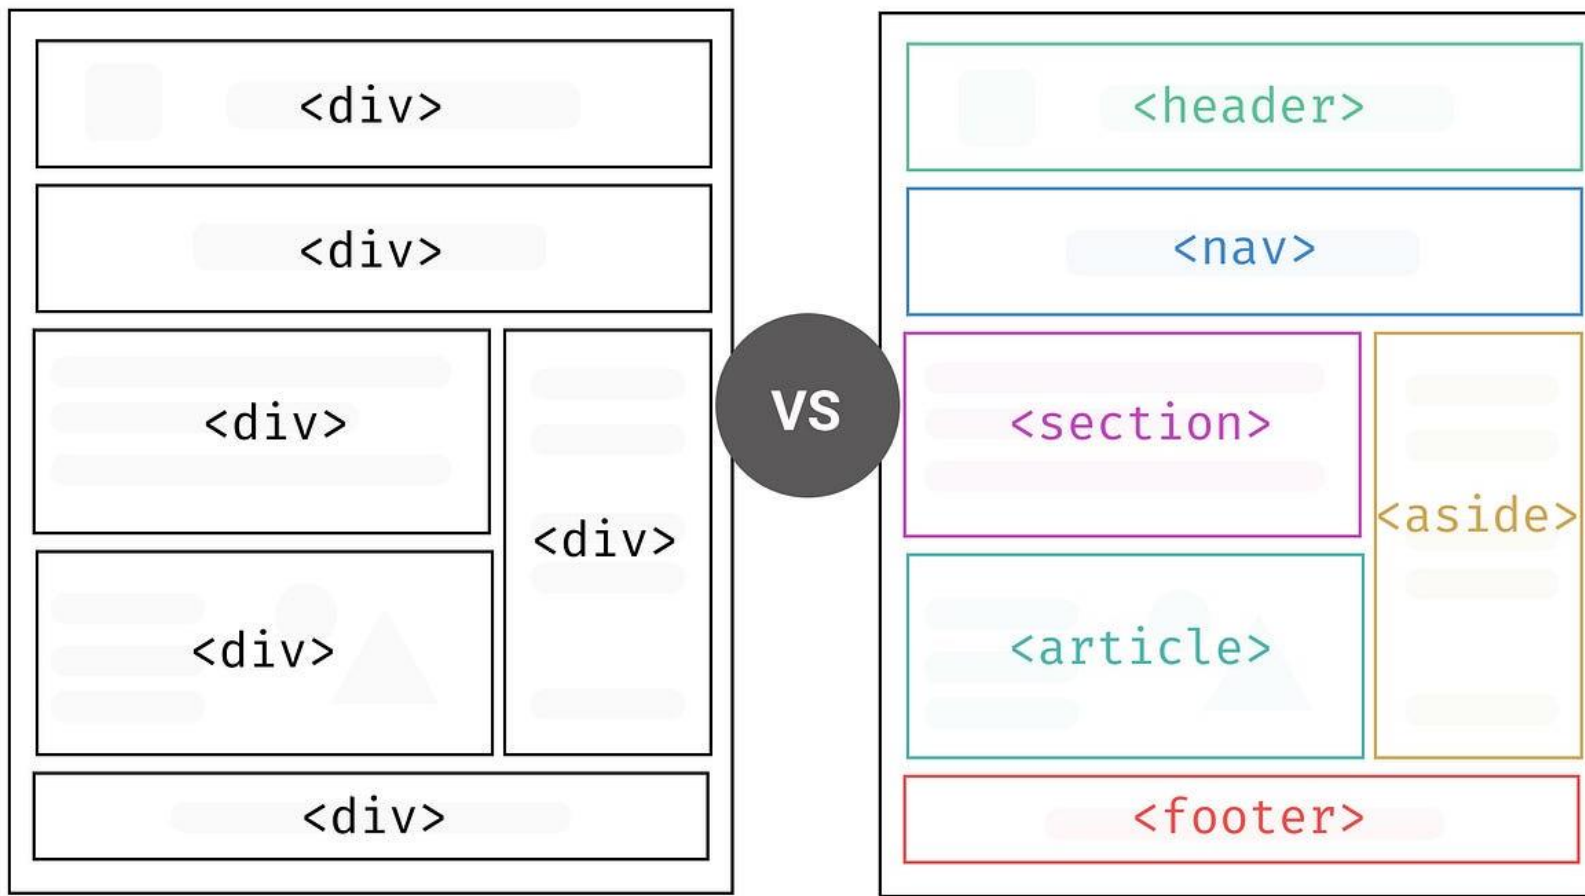 <div>
<div>
<div>
<div>
<div>
<div>
VS
<header>
<nav>
<section>
<aside>
<article>
<footer>